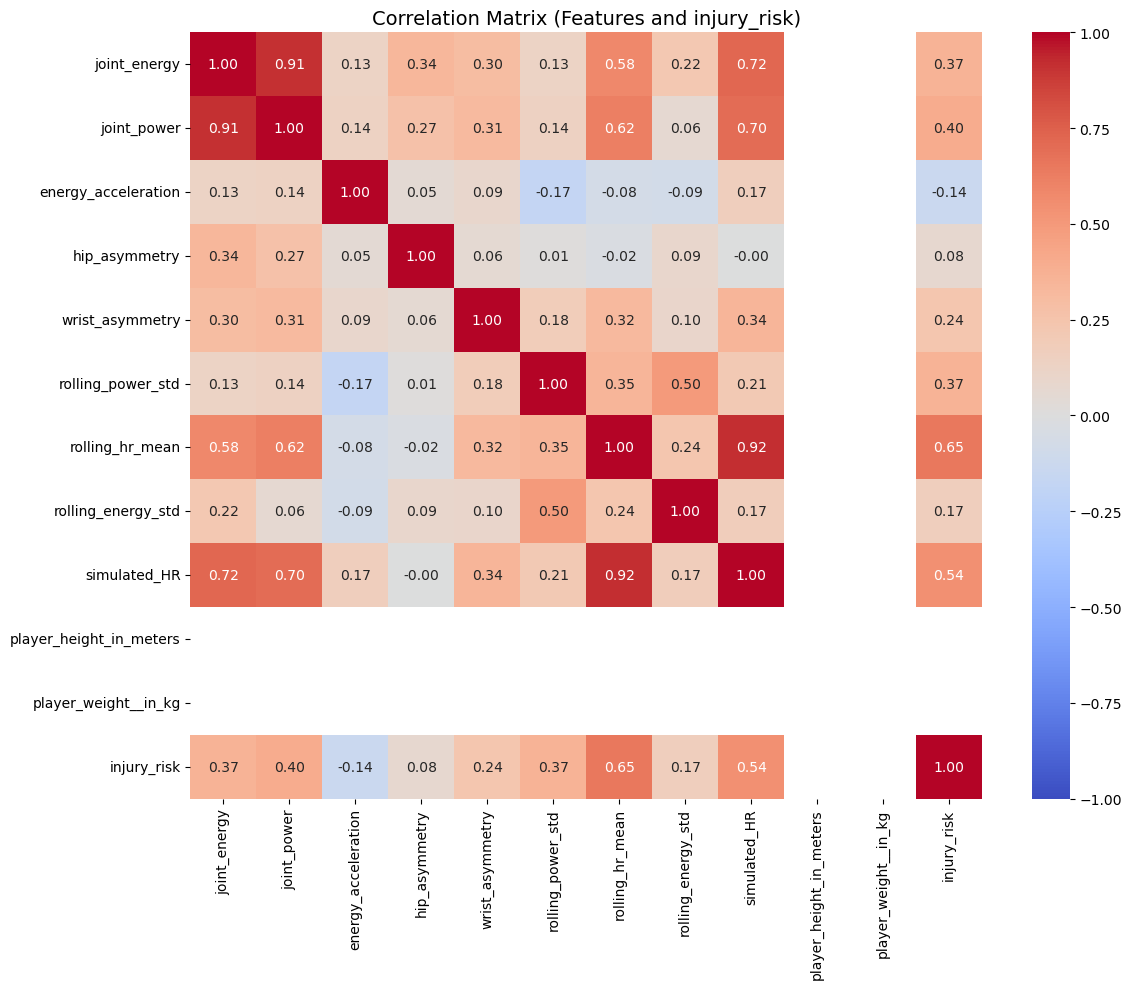 Correlation Matrix (Features and injury_risk)
joint_energy 1.00 0.91 0.13 0.34 0.30 0.13 0.58 0.22 0.72 0.37
joint_power 0.91 1.00 0.14 0.27 0.31 0.14 0.62 0.06 0.70 0.40
energy_acceleration 0.13 0.14 1.00 0.05 0.09 -0.17 -0.08 -0.09 0.17 -0.14
hip_asymmetry 0.34 0.27 0.05 1.00 0.06 0.01 -0.02 0.09 -0.00 0.08
wrist_asymmetry 0.30 0.31 0.09 0.06 1.00 0.18 0.32 0.10 0.34 0.24
rolling_power_std 0.13 0.14 -0.17 0.01 0.18 1.00 0.35 0.50 0.21 0.37
rolling_hr_mean 0.58 0.62 -0.08 -0.02 0.32 0.35 1.00 0.24 0.92 0.65
rolling_energy_std 0.22 0.06 -0.09 0.09 0.10 0.50 0.24 1.00 0.17 0.17
simulated_HR 0.72 0.70 0.17 -0.00 0.34 0.21 0.92 0.17 1.00 0.54
player_height_in_meters
player_weight__in_kg
injury_risk 0.37 0.40 -0.14 0.08 0.24 0.37 0.65 0.17 0.54 1.00
joint_energy
joint_power
energy_acceleration
hip_asymmetry
wrist_asymmetry
rolling_power_std
rolling_hr_mean
rolling_energy_std
simulated_HR
player_height_in_meters
player_weight__in_kg
injury_risk
1.00
0.75
0.50
0.25
0.00
−0.25
−0.50
−0.75
−1.00